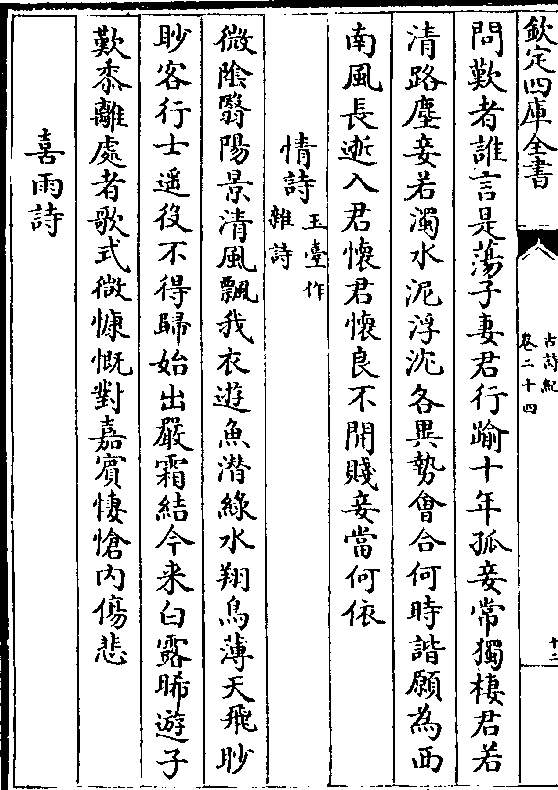 欽定四庫全書
古詩紀
卷二十四
十二
問歎者誰言是蕩子妻君行踰十年孤妾常獨棲君若
清路塵妾若濁水泥浮沈各異勢會合何時諧願為西
南風長逝入君懷君懷良不開賤妾當何依
情詩玉臺作雜詩
微陰翳陽景清風飄我衣遊魚潛綠水翔鳥薄天飛眇
眇客行士遥役不得歸始出嚴霜結今来白露晞遊子
歎黍離處者歌式微慷慨對嘉賓悽愴内傷悲
喜雨詩